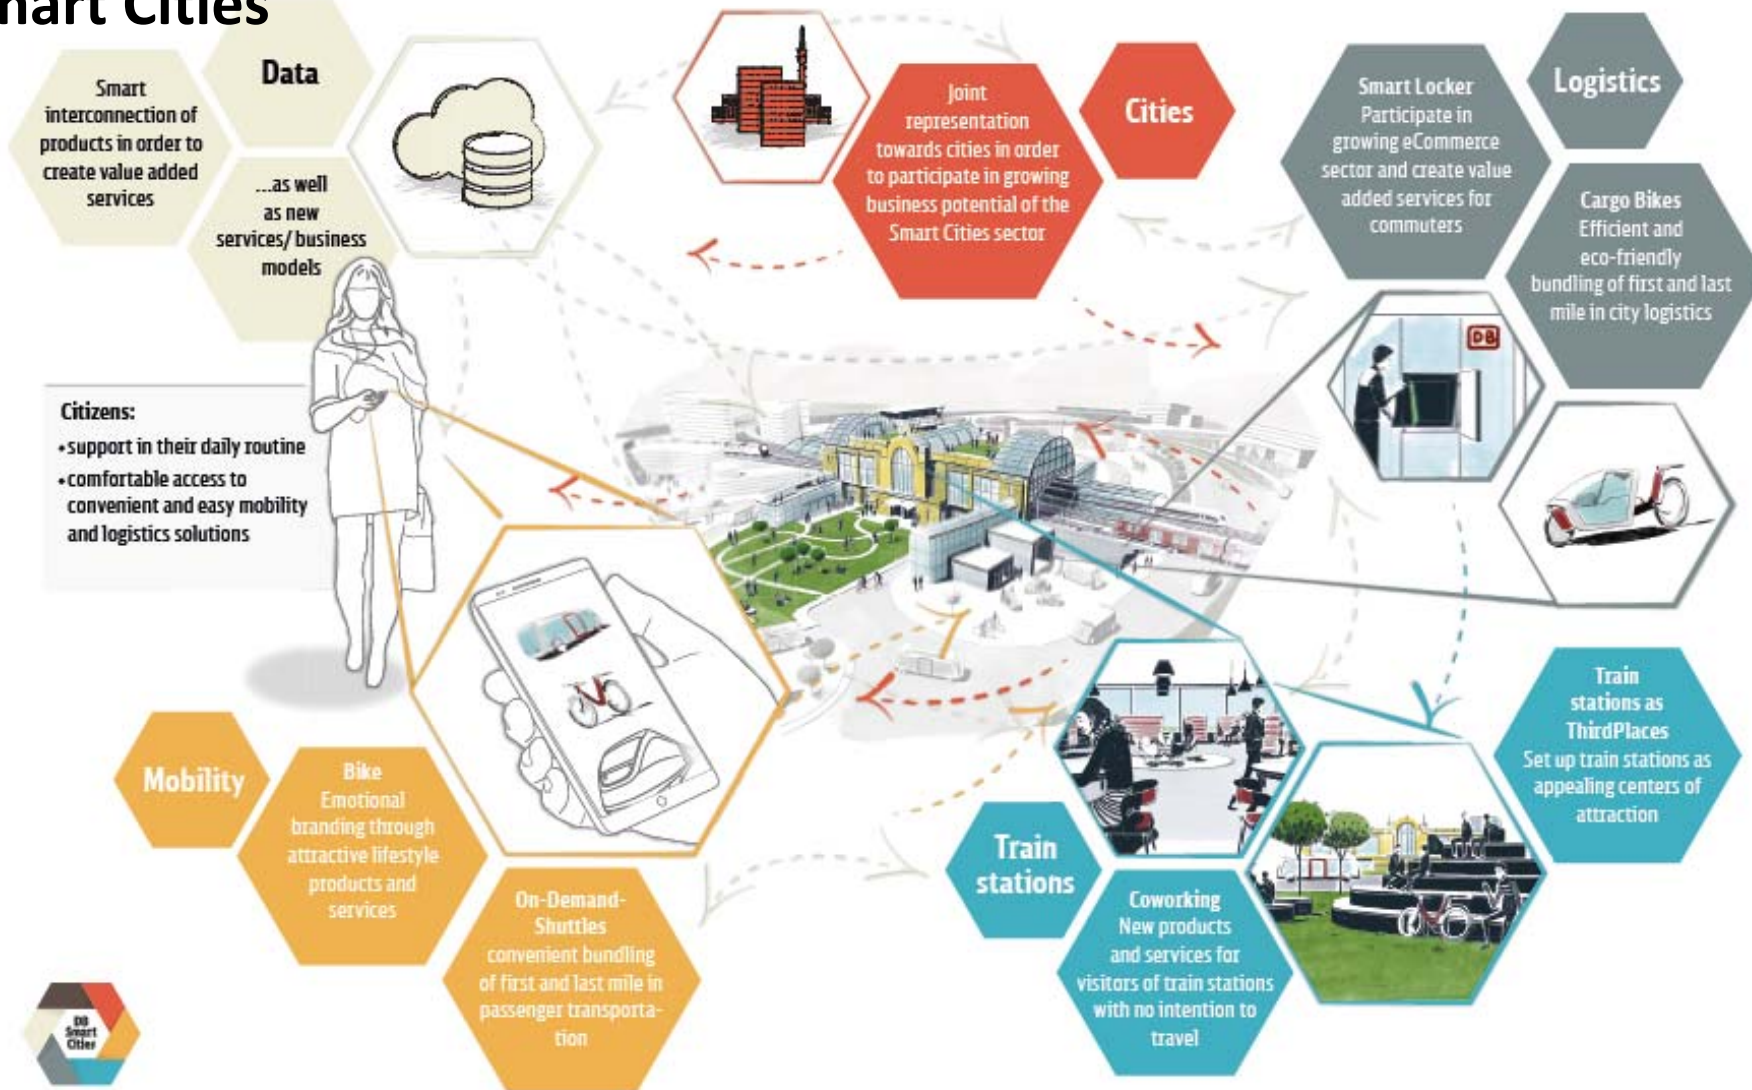 mart Cities
Data
Smart
interconnection of
products in order to
create value added
services
...as well
as new
services/ business
models
Joint
representation
towards cities in order
to participate in growing
business potential of the
Smart Cities sector
Cities
Logistics
Smart Locker
Participate in
growing eCommerce
sector and create value
added services for
commuters
Cargo Bikes
Efficient and
eco-friendly
bundling of first and last
mile in city logistics
DB
Citizens:
•support in their daily routine
•comfortable access to
convenient and easy mobility
and logistics solutions
Mobility
Bike
Emotional
branding through
attractive lifestyle
products and
services
On-Demand-
Shuttles
convenient bundling
of first and last mile in
passenger transporta-
tion
Train
stations
Coworking
New products
and services for
visitors of train stations
with no intention to
travel
Train
stations as
ThirdPlaces
Set up train stations as
appealing centers of
attraction
DB
Smart
Cities